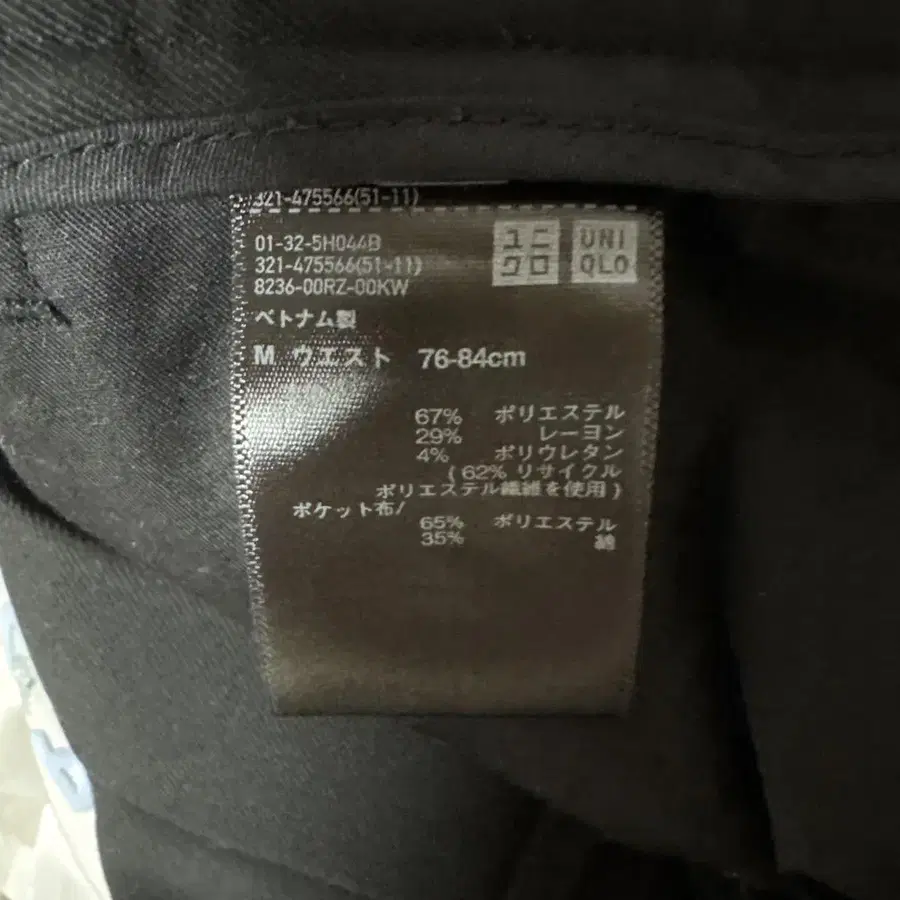 321-475566(51-11)
ユニ UNI
クロ QLO
01-32-5H044B
321-475566(51-11)
8236-00RZ-00KW
ベトナム製
M ウエスト 76-84cm
67% ポリエステル
29% レーヨン
4% ポリウレタン
(62% リサイクル
ポリエステル繊維を使用)
ポケット布/
65% ポリエステル
35% 綿